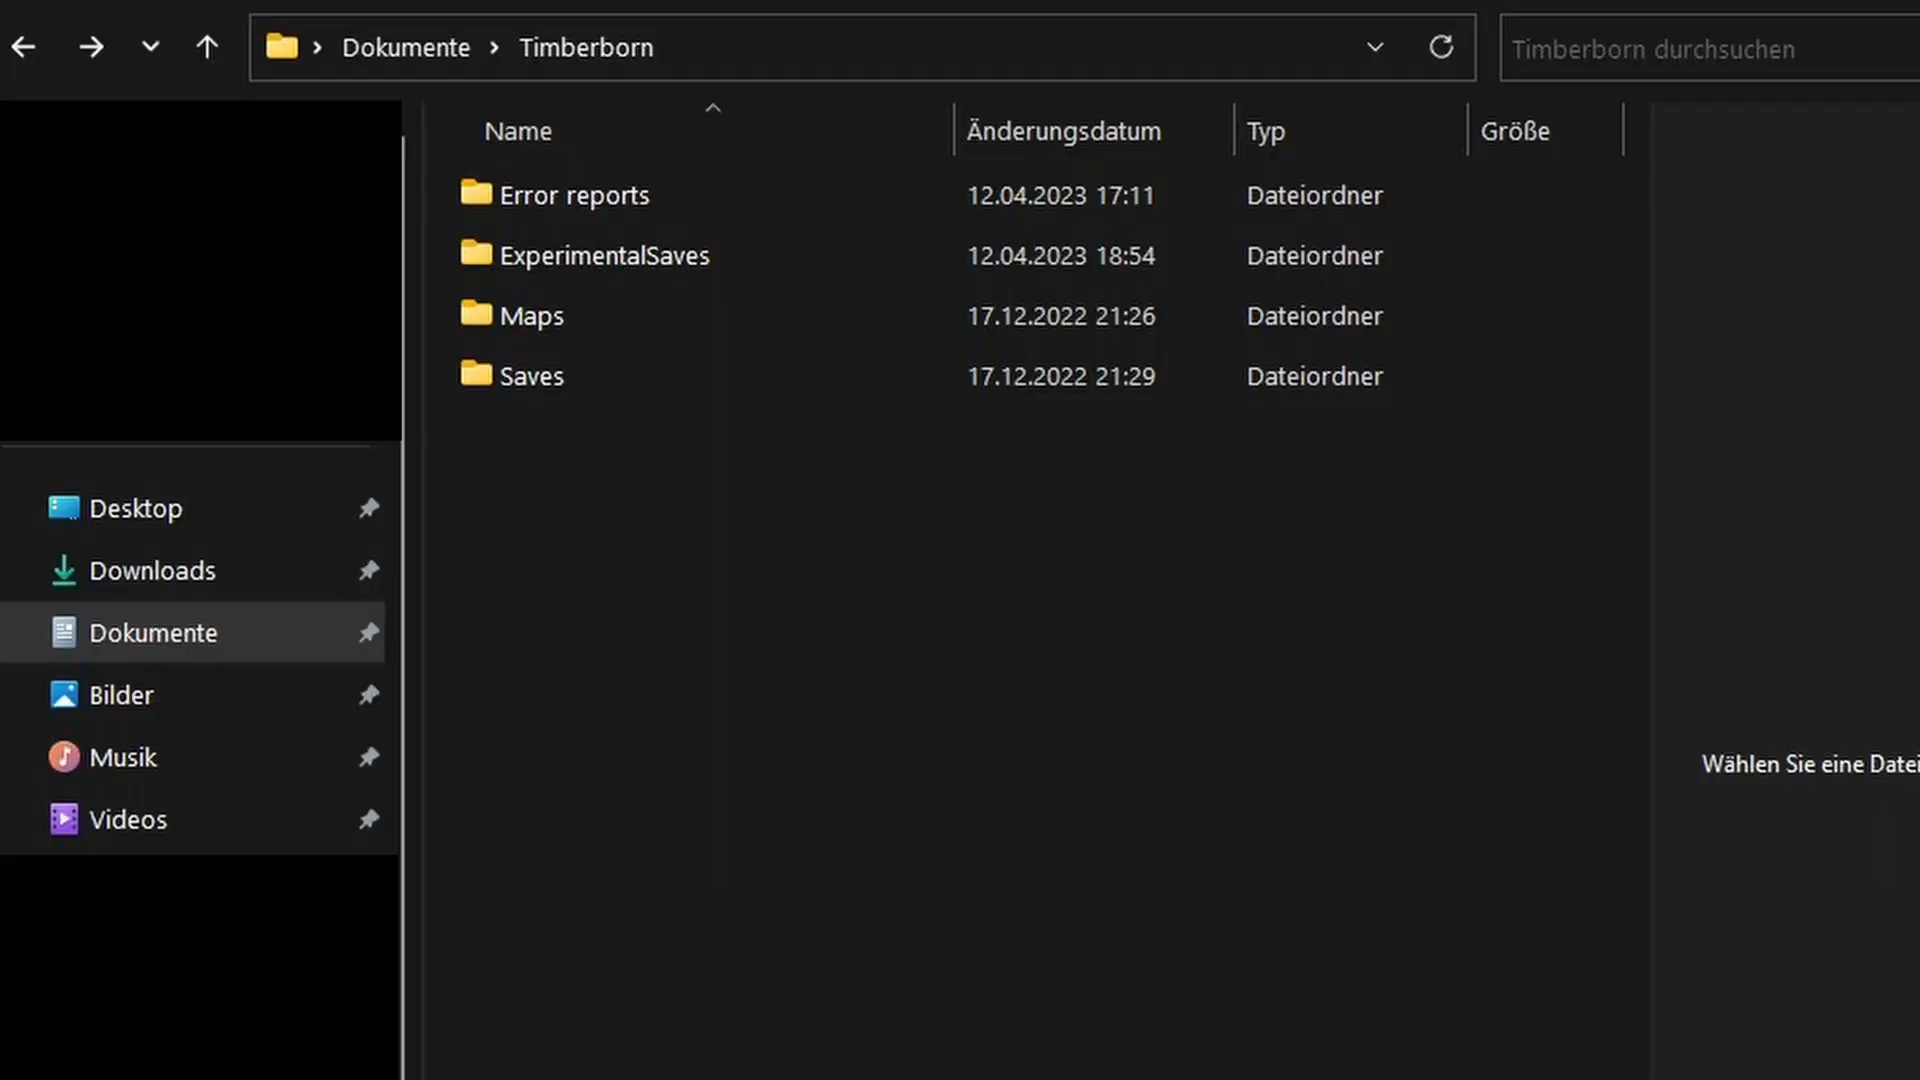 Dokumente Timberborn
Timberborn durchsuchen
Name Änderungsdatum Typ Größe
Error reports 12.04.2023 17:11 Dateiordner
ExperimentalSaves 12.04.2023 18:54 Dateiordner
Maps 17.12.2022 21:26 Dateiordner
Saves 17.12.2022 21:29 Dateiordner
Desktop
Downloads
Dokumente
Bilder
Musik
Videos
Wählen Sie eine Datei